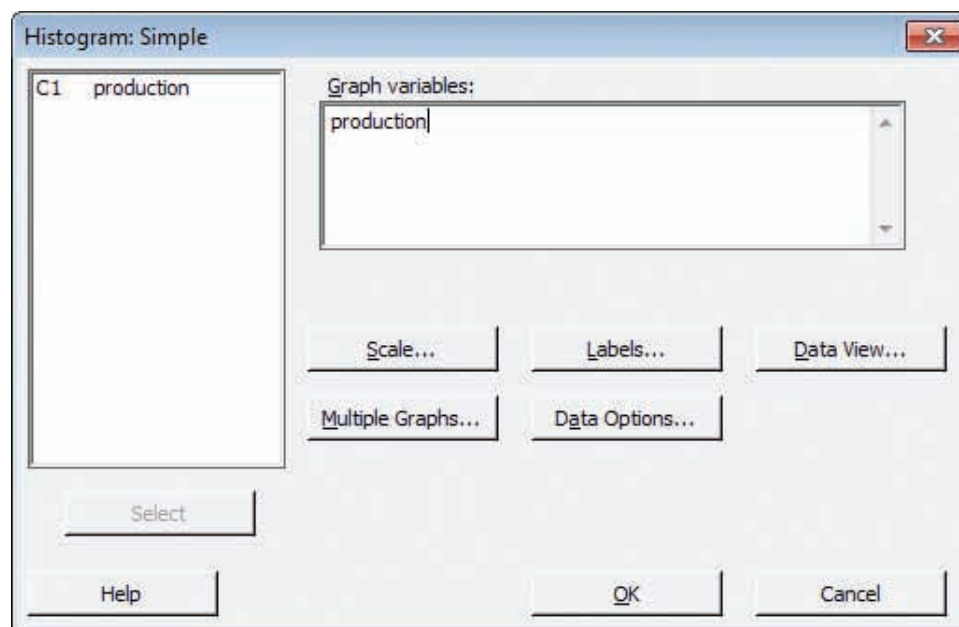 Histogram: Simple
C1 production
Graph variables:
production
Scale...
Labels...
Data View...
Multiple Graphs...
Data Options...
Select
Help
OK
Cancel